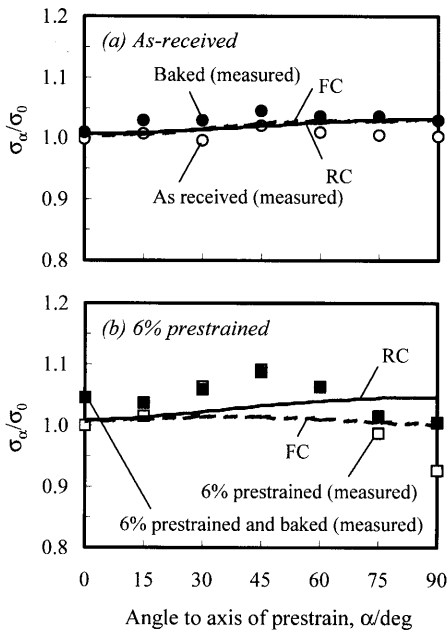 1.2
(a) As-received
Baked (measured)
FC
1.1
σα/σ0
1.0
0.9
RC
As received (measured)
0.8
1.2
(b) 6% prestrained
RC
1.1
σα/σ0
1.0
FC
0.9
6% prestrained (measured)
6% prestrained and baked (measured)
0.8
0 15 30 45 60 75 90
Angle to axis of prestrain, α/deg